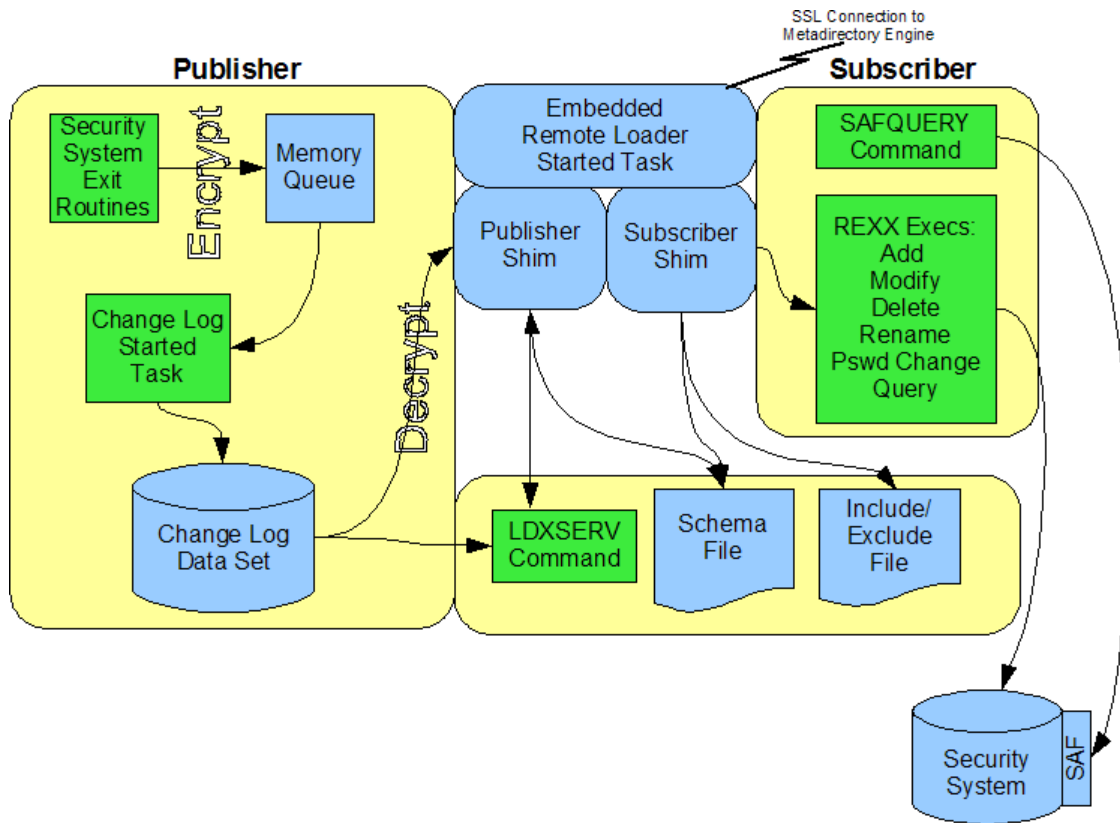 SSL Connection to
Metadirectory Engine
Publisher
Subscriber
Security
System
Exit
Routines
Encrypt
Memory
Queue
Embedded
Remote Loader
Started Task
SAFQUERY
Command
Publisher
Shim
Subscriber
Shim
REXX Execs:
Add
Modify
Delete
Rename
Pswd Change
Query
Change Log
Started
Task
Decrypt
Change Log
Data Set
LDXSERV
Command
Schema
File
Include/
Exclude
File
Security
System
SAF